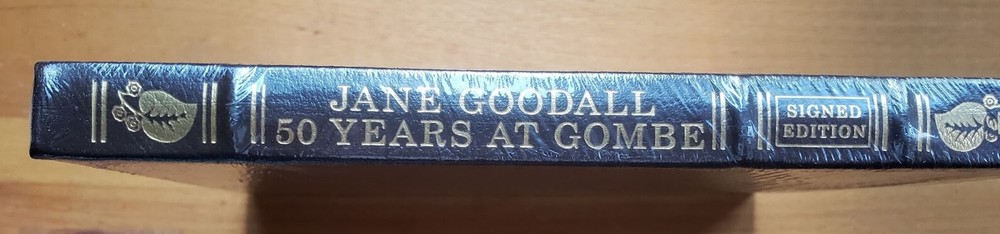 JANE GOODALL
50 YEARS AT GOMBE
SIGNED
EDITION